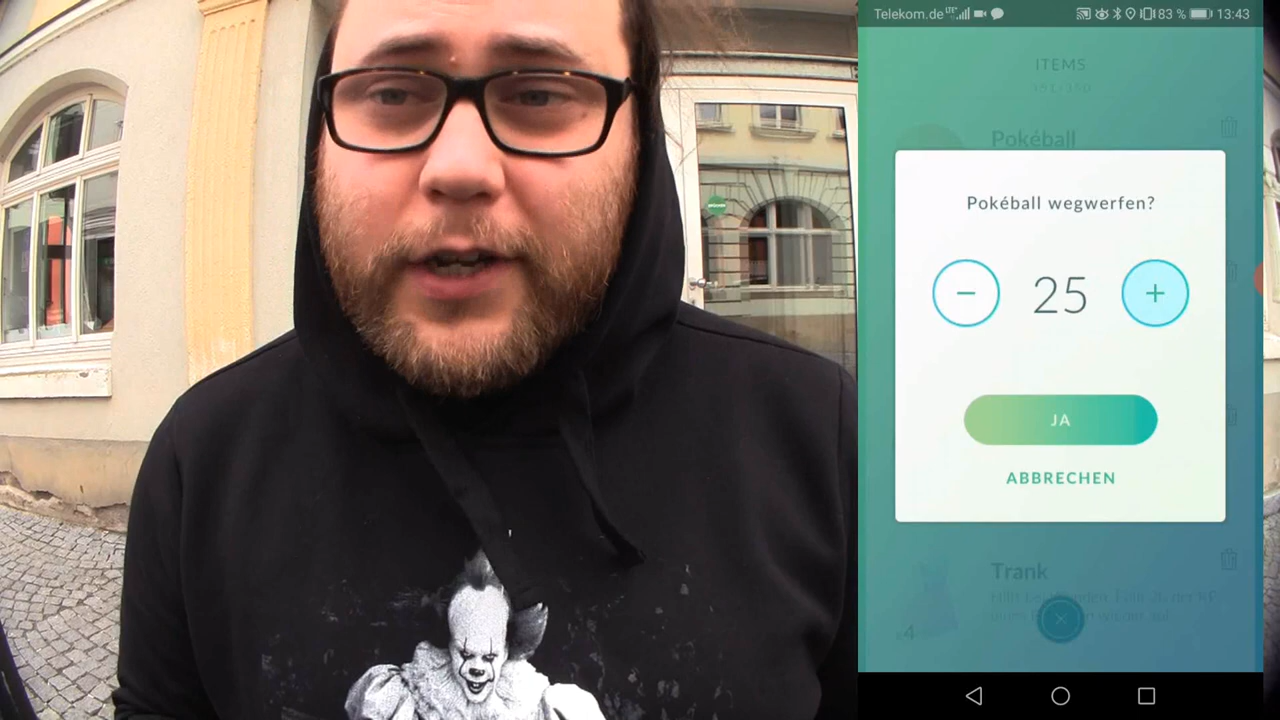 Telekom.de
83 %
13:43
ITEMS
Pokéball
Pokéball wegwerfen?
− 25 +
JA
ABBRECHEN
Trank